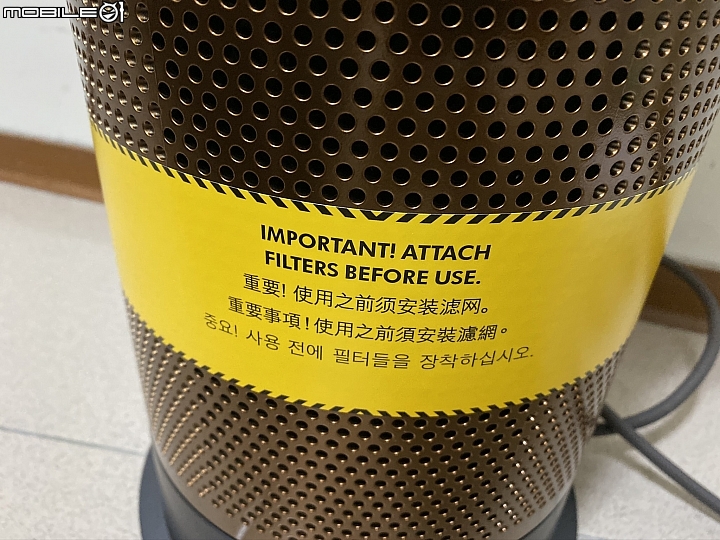 MOBILE01
IMPORTANT! ATTACH
FILTERS BEFORE USE.
重要! 使用之前须安装滤网。
重要事項！使用之前須安裝濾網。
중요! 사용 전에 필터들을 장착하십시오.